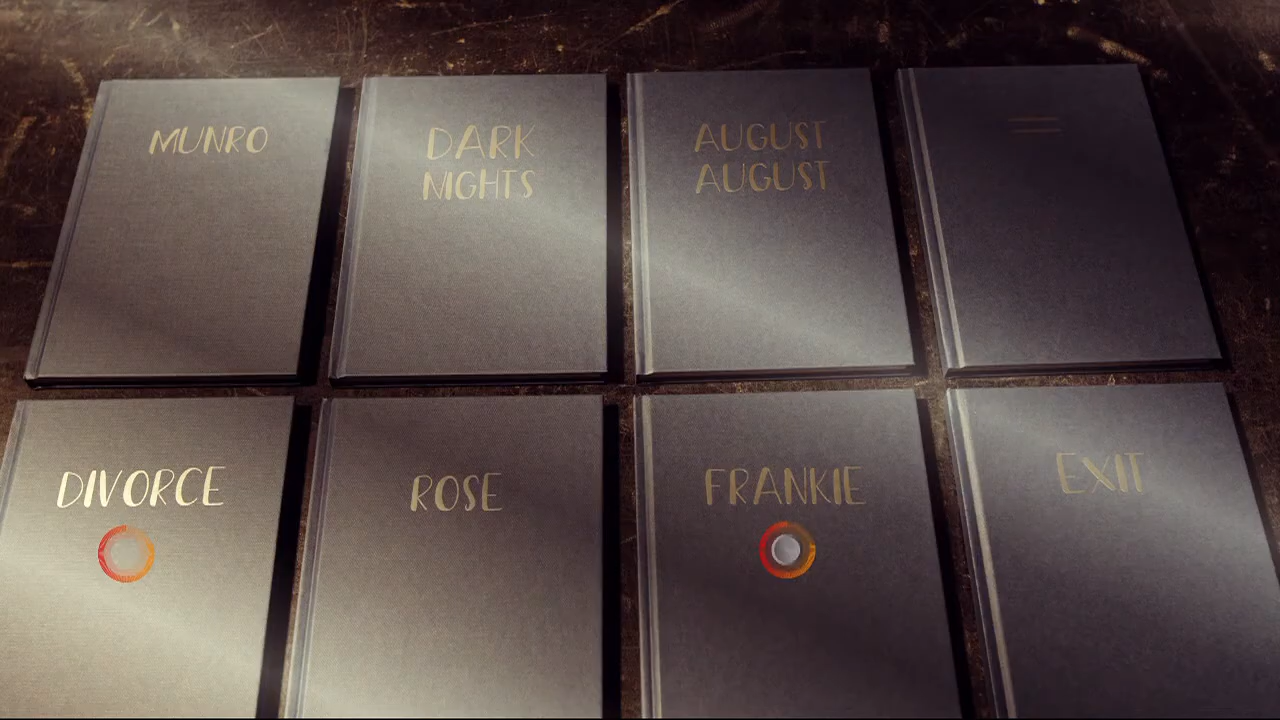 MUNRO
DARK
NIGHTS
AUGUST
AUGUST
DIVORCE
ROSE
FRANKIE
EXIT